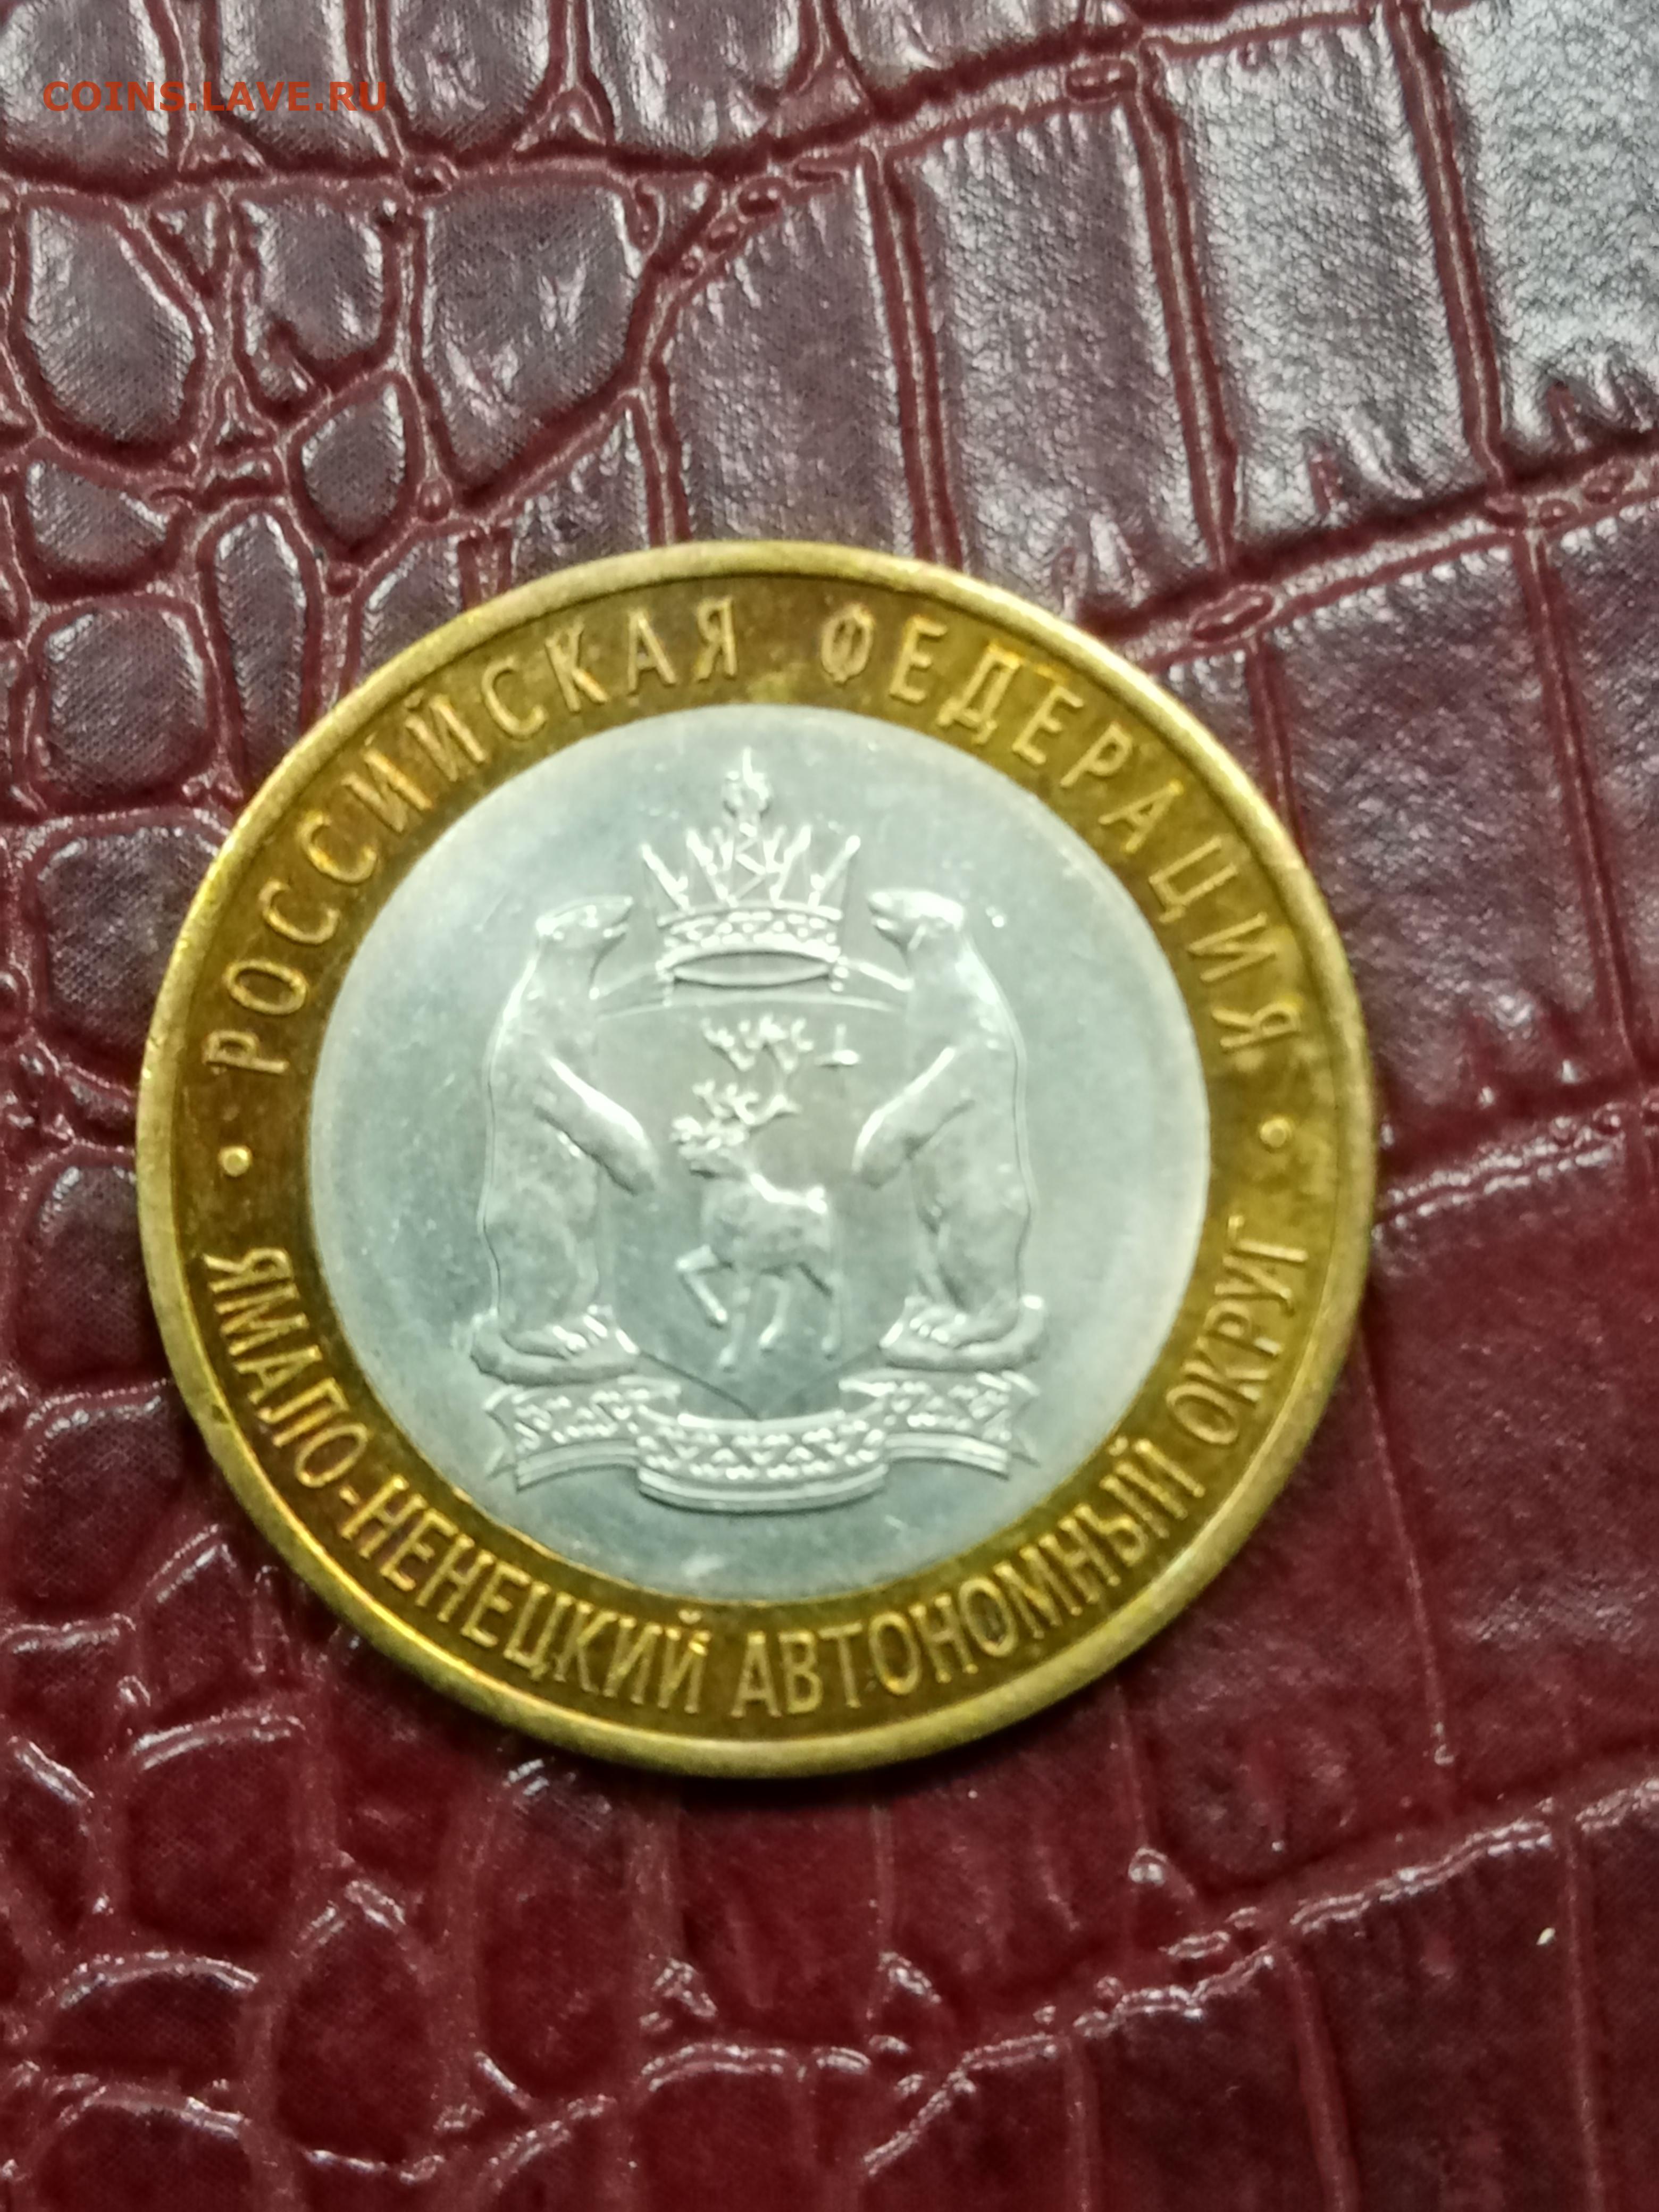 COINS.LAVE.RU
РОССИЙСКАЯ ФЕДЕРАЦИЯ
ЯМАЛО-НЕНЕЦКИЙ АВТОНОМНЫЙ ОКРУГ